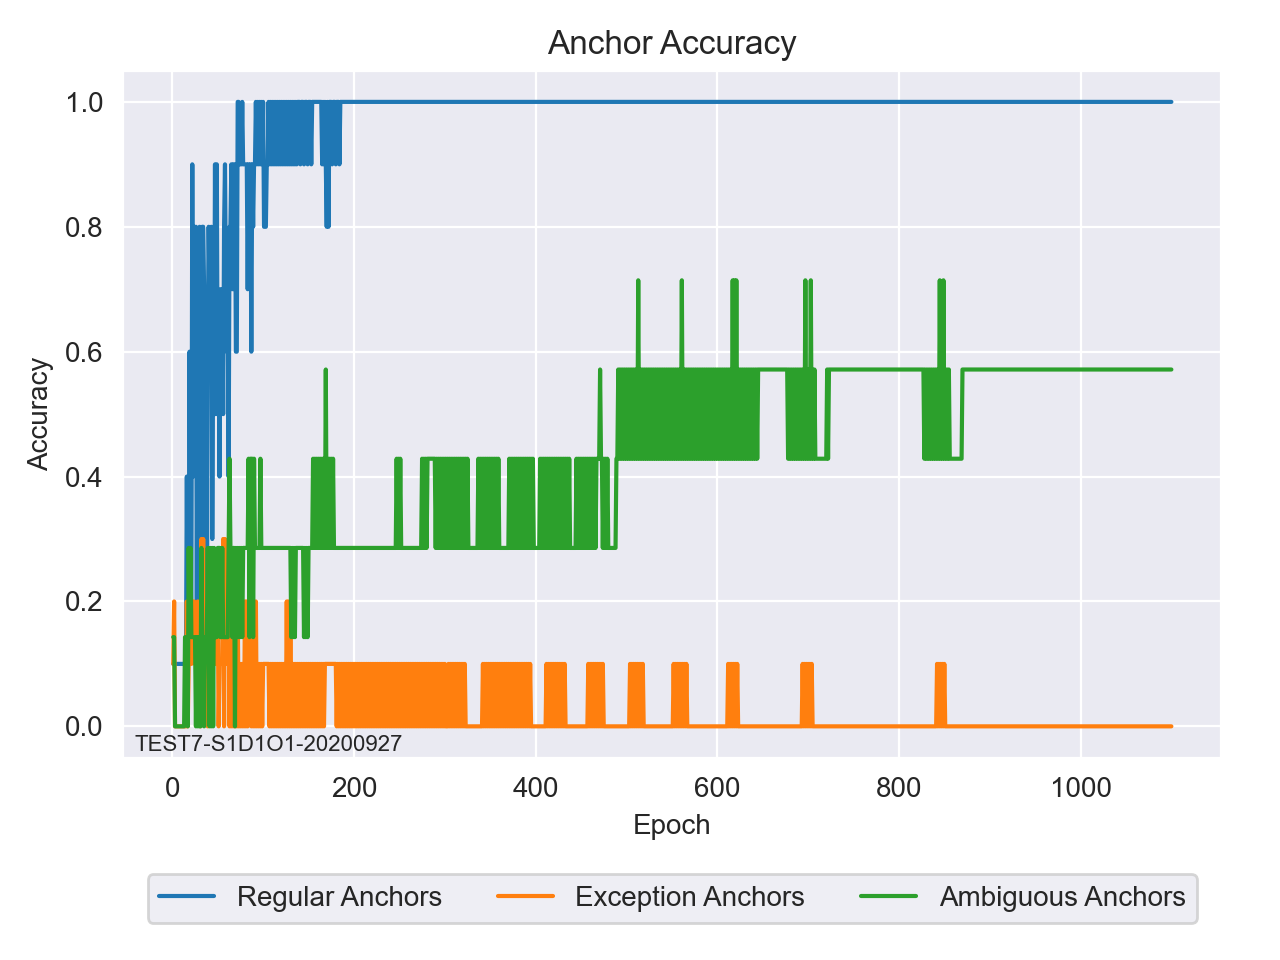 Anchor Accuracy
1.0
0.8
0.6
0.4
0.2
0.0
Accuracy
TEST7-S1D1O1-20200927
0 200 400 600 800 1000
Epoch
Regular Anchors Exception Anchors Ambiguous Anchors